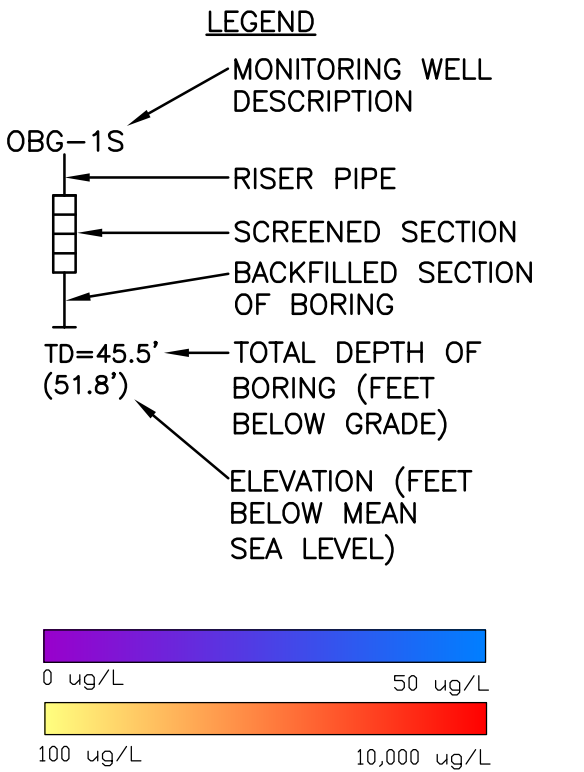 LEGEND
MONITORING WELL
DESCRIPTION
OBG-1S
RISER PIPE
SCREENED SECTION
BACKFILLED SECTION
OF BORING
TD=45.5' TOTAL DEPTH OF
(51.8') BORING (FEET
BELOW GRADE)
ELEVATION (FEET
BELOW MEAN
SEA LEVEL)
0 ug/L 50 ug/L
100 ug/L 10,000 ug/L